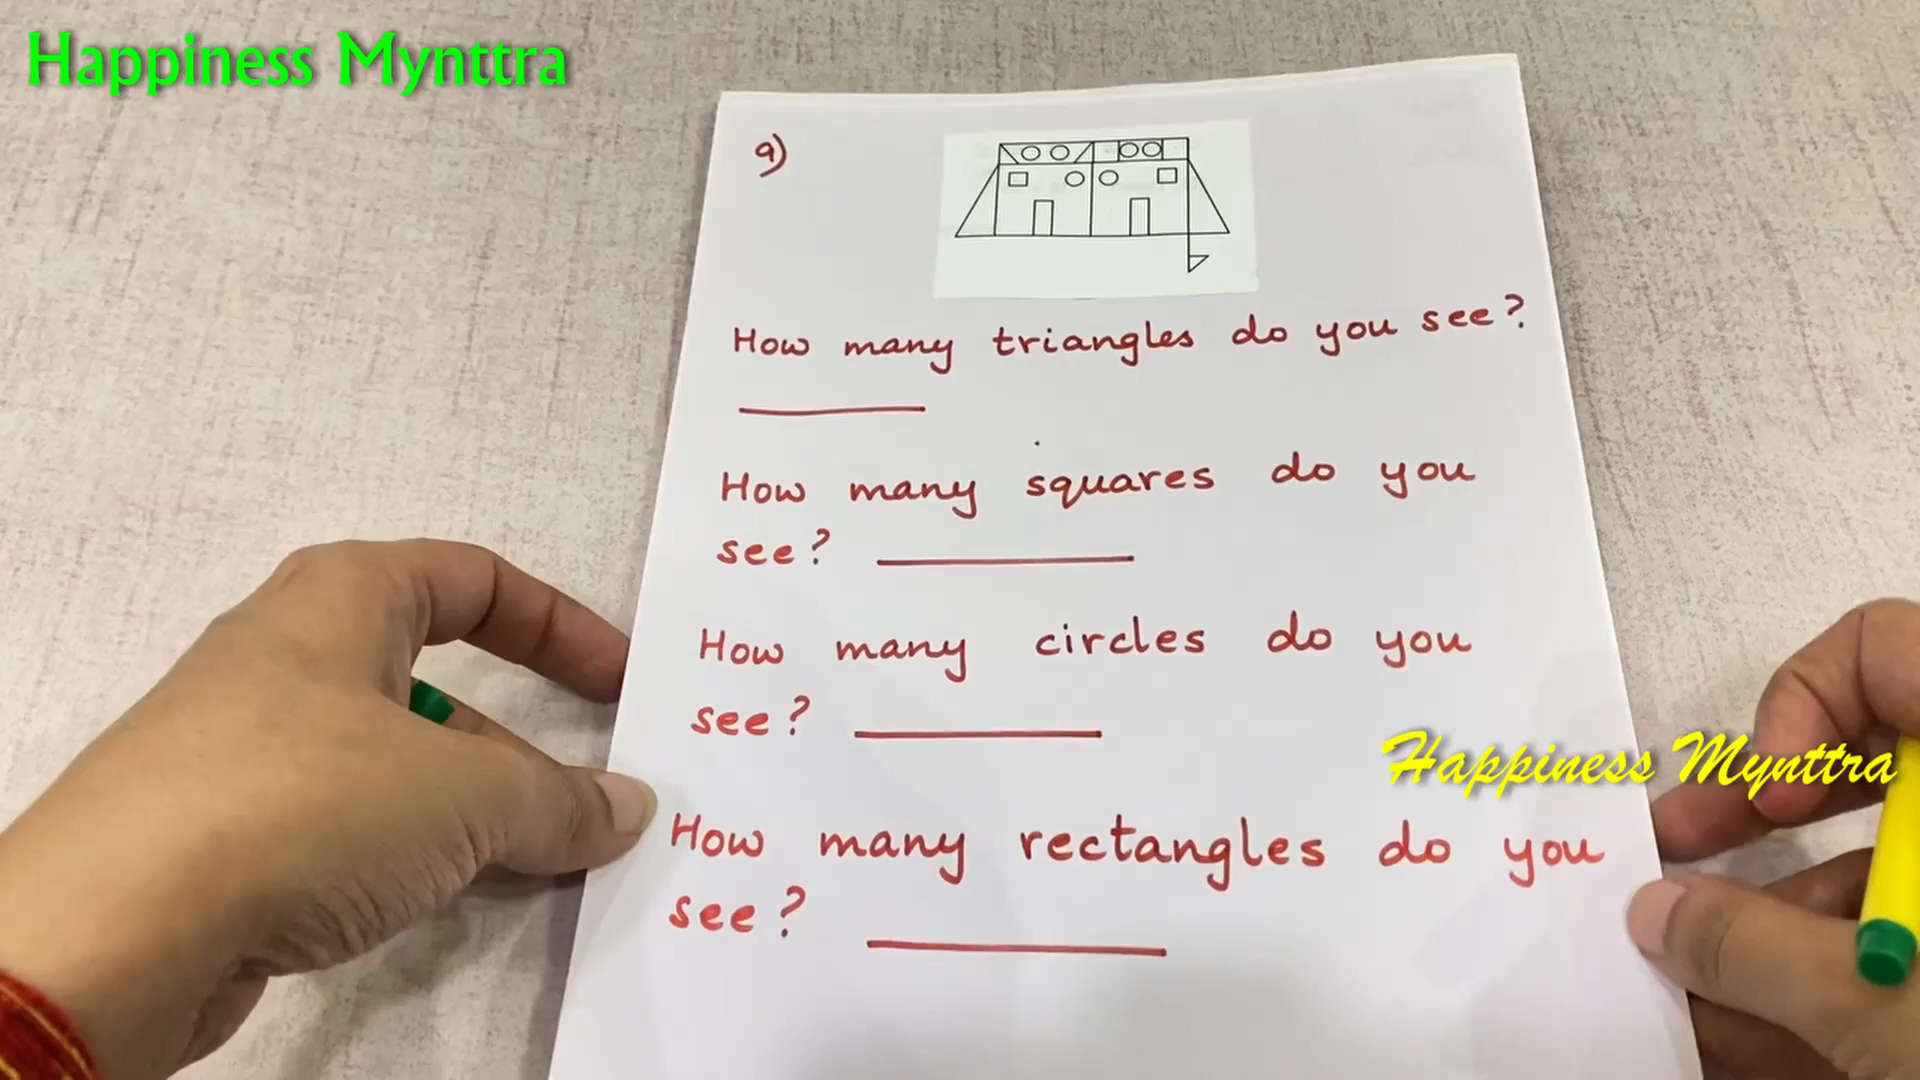 Happiness Mynttra
9)
How many triangles do you see?
How many squares do you
see?
How many circles do you
see?
Happiness Mynttra
How many rectangles do you
see?